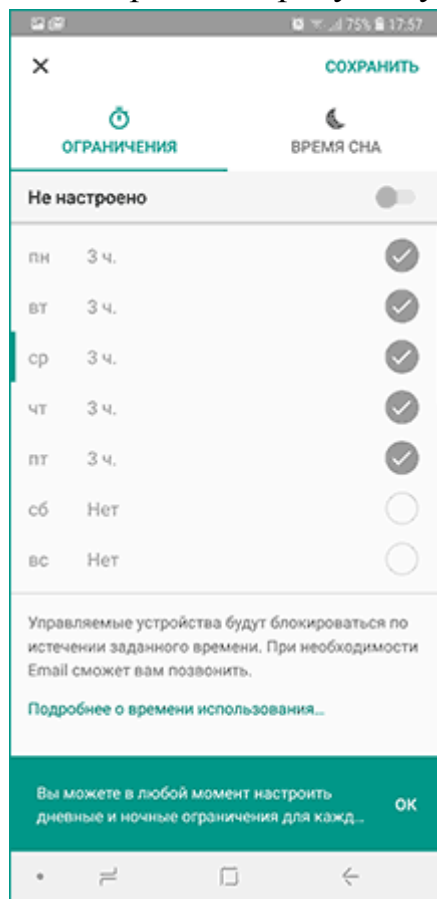 75% 17:57
СОХРАНИТЬ
ОГРАНИЧЕНИЯ ВРЕМЯ СНА
Не настроено
пн 3 ч.
вт 3 ч.
ср 3 ч.
чт 3 ч.
пт 3 ч.
сб Нет
вс Нет
Управляемые устройства будут блокироваться по
истечении заданного времени. При необходимости
Email сможет вам позвонить.
Подробнее о времени использования...
Вы можете в любой момент настроить
дневные и ночные ограничения для кажд...
ОК